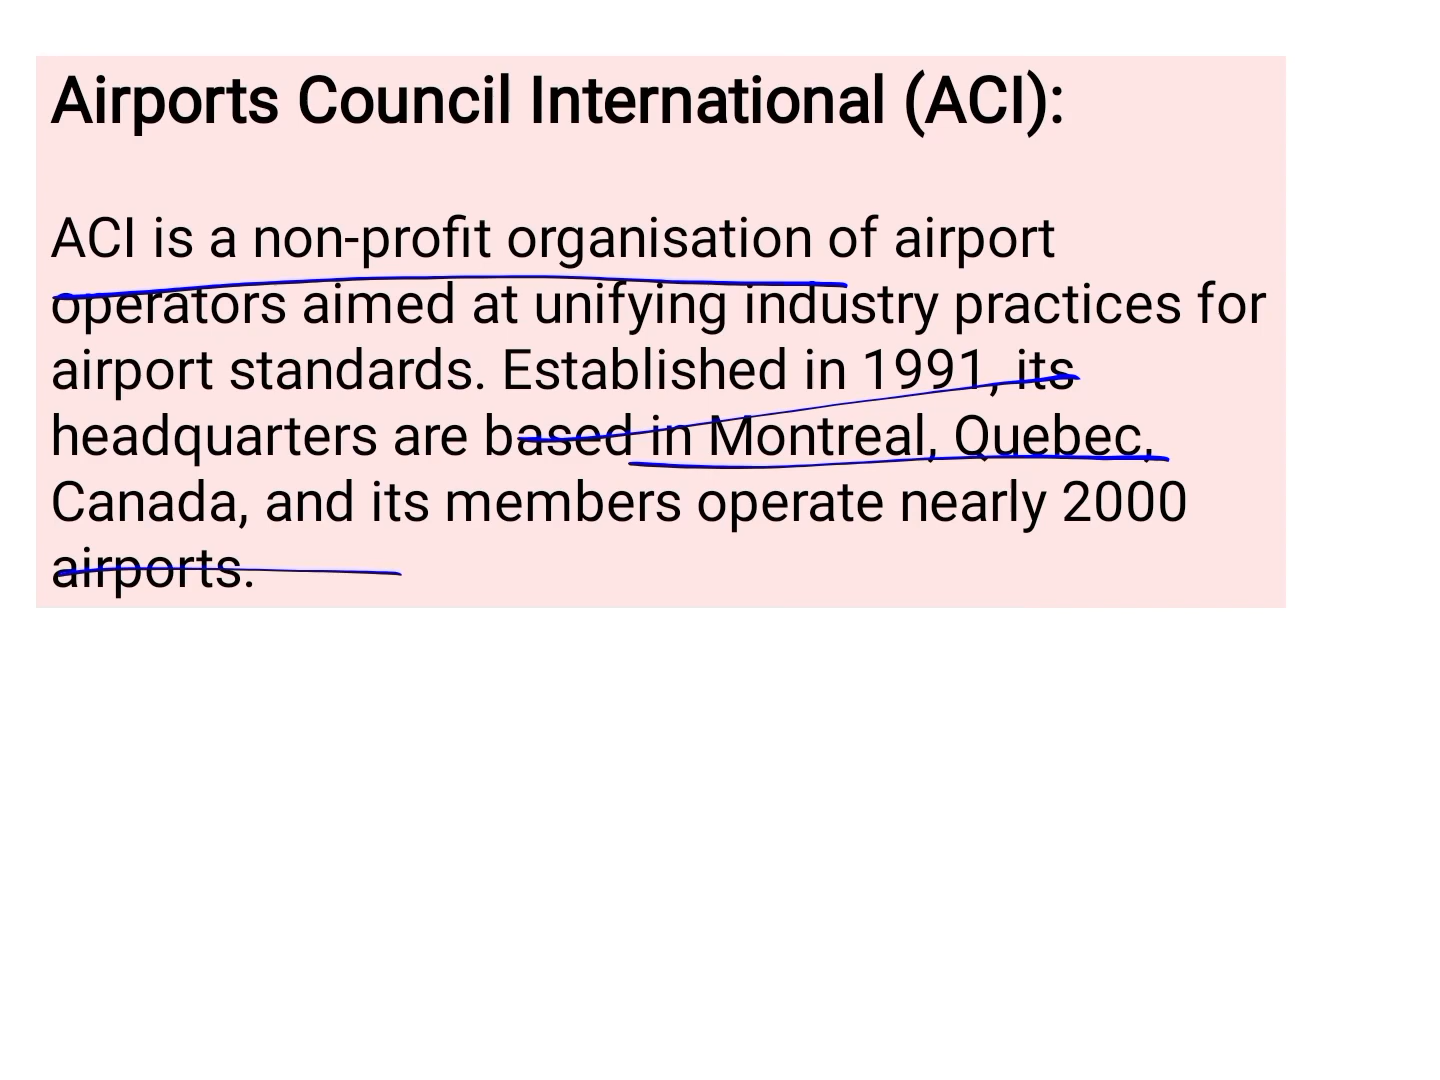 Airports Council International (ACI):
ACI is a non-profit organisation of airport
operators aimed at unifying industry practices for
airport standards. Established in 1991, its
headquarters are based in Montreal, Quebec,
Canada, and its members operate nearly 2000
airports.